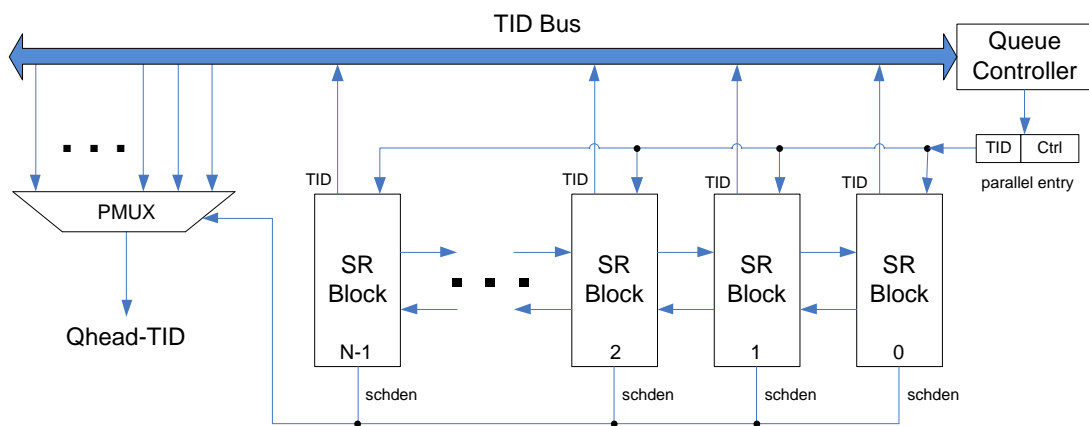 TID Bus
Queue
Controller
TID Ctrl
parallel entry
TID
TID
TID
TID
PMUX
SR
Block
N-1
SR
Block
2
SR
Block
1
SR
Block
0
Qhead-TID
schden
schden
schden
schden